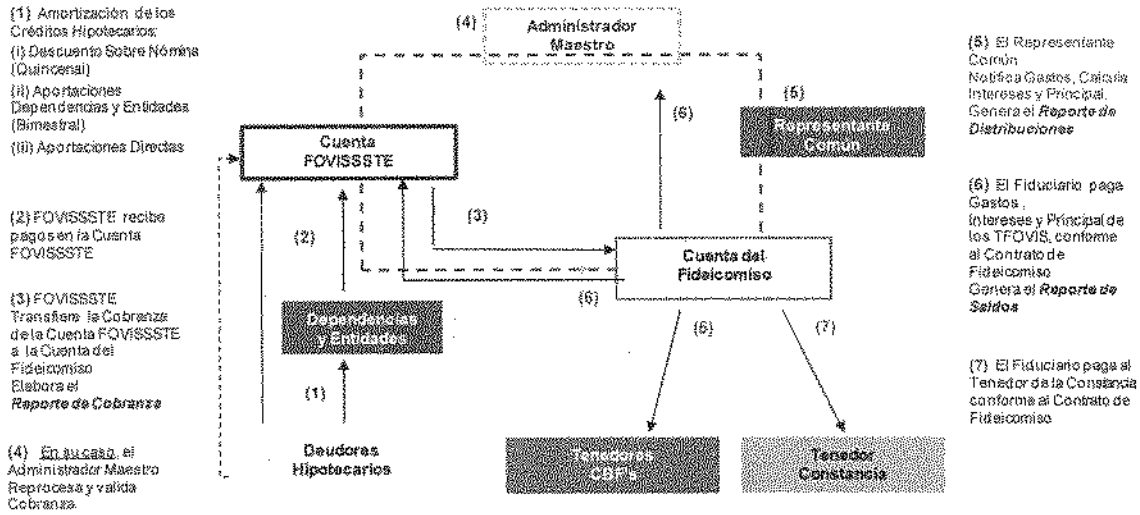 (1) Amortización de los
Créditos Hipotecarios:
(i) Descuento Sobre Nómina
(Quincenal)
(ii) Aportaciones
Dependencias y Entidades
(Bimestral)
(iii) Aportaciones Directas
(2) FOVISSSTE recibe
pagos en la Cuenta
FOVISSSTE
(3) FOVISSSTE
Transfiere la Cobranza
de la Cuenta FOVISSSTE
a la Cuenta del
Fideicomiso
Elabora el
Reporte de Cobranza
(4) En su caso, el
Administrador Maestro
Reprocesa y valida
Cobranza.
(4)
Administrador
Maestro
Cuenta
FOVISSSTE
(6)
(5)
Representante
Común
(2)
(3)
Cuenta del
Fideicomiso
(6)
Dependencias
y Entidades
(1)
(6)
(7)
Deudores
Hipotecarios
Tenedores
CBF's
Tenedor
Constancia
(5) El Representante
Común
Notifica Gastos, Calcula
Intereses y Principal,
Genera el Reporte de
Distribuciones
(6) El Fiduciario paga
Gastos,
Intereses y Principal de
los TFOVIS, conforme
al Contrato de
Fideicomiso
Genera el Reporte de
Saldos
(7) El Fiduciario paga al
Tenedor de la Constancia
conforme al Contrato de
Fideicomiso